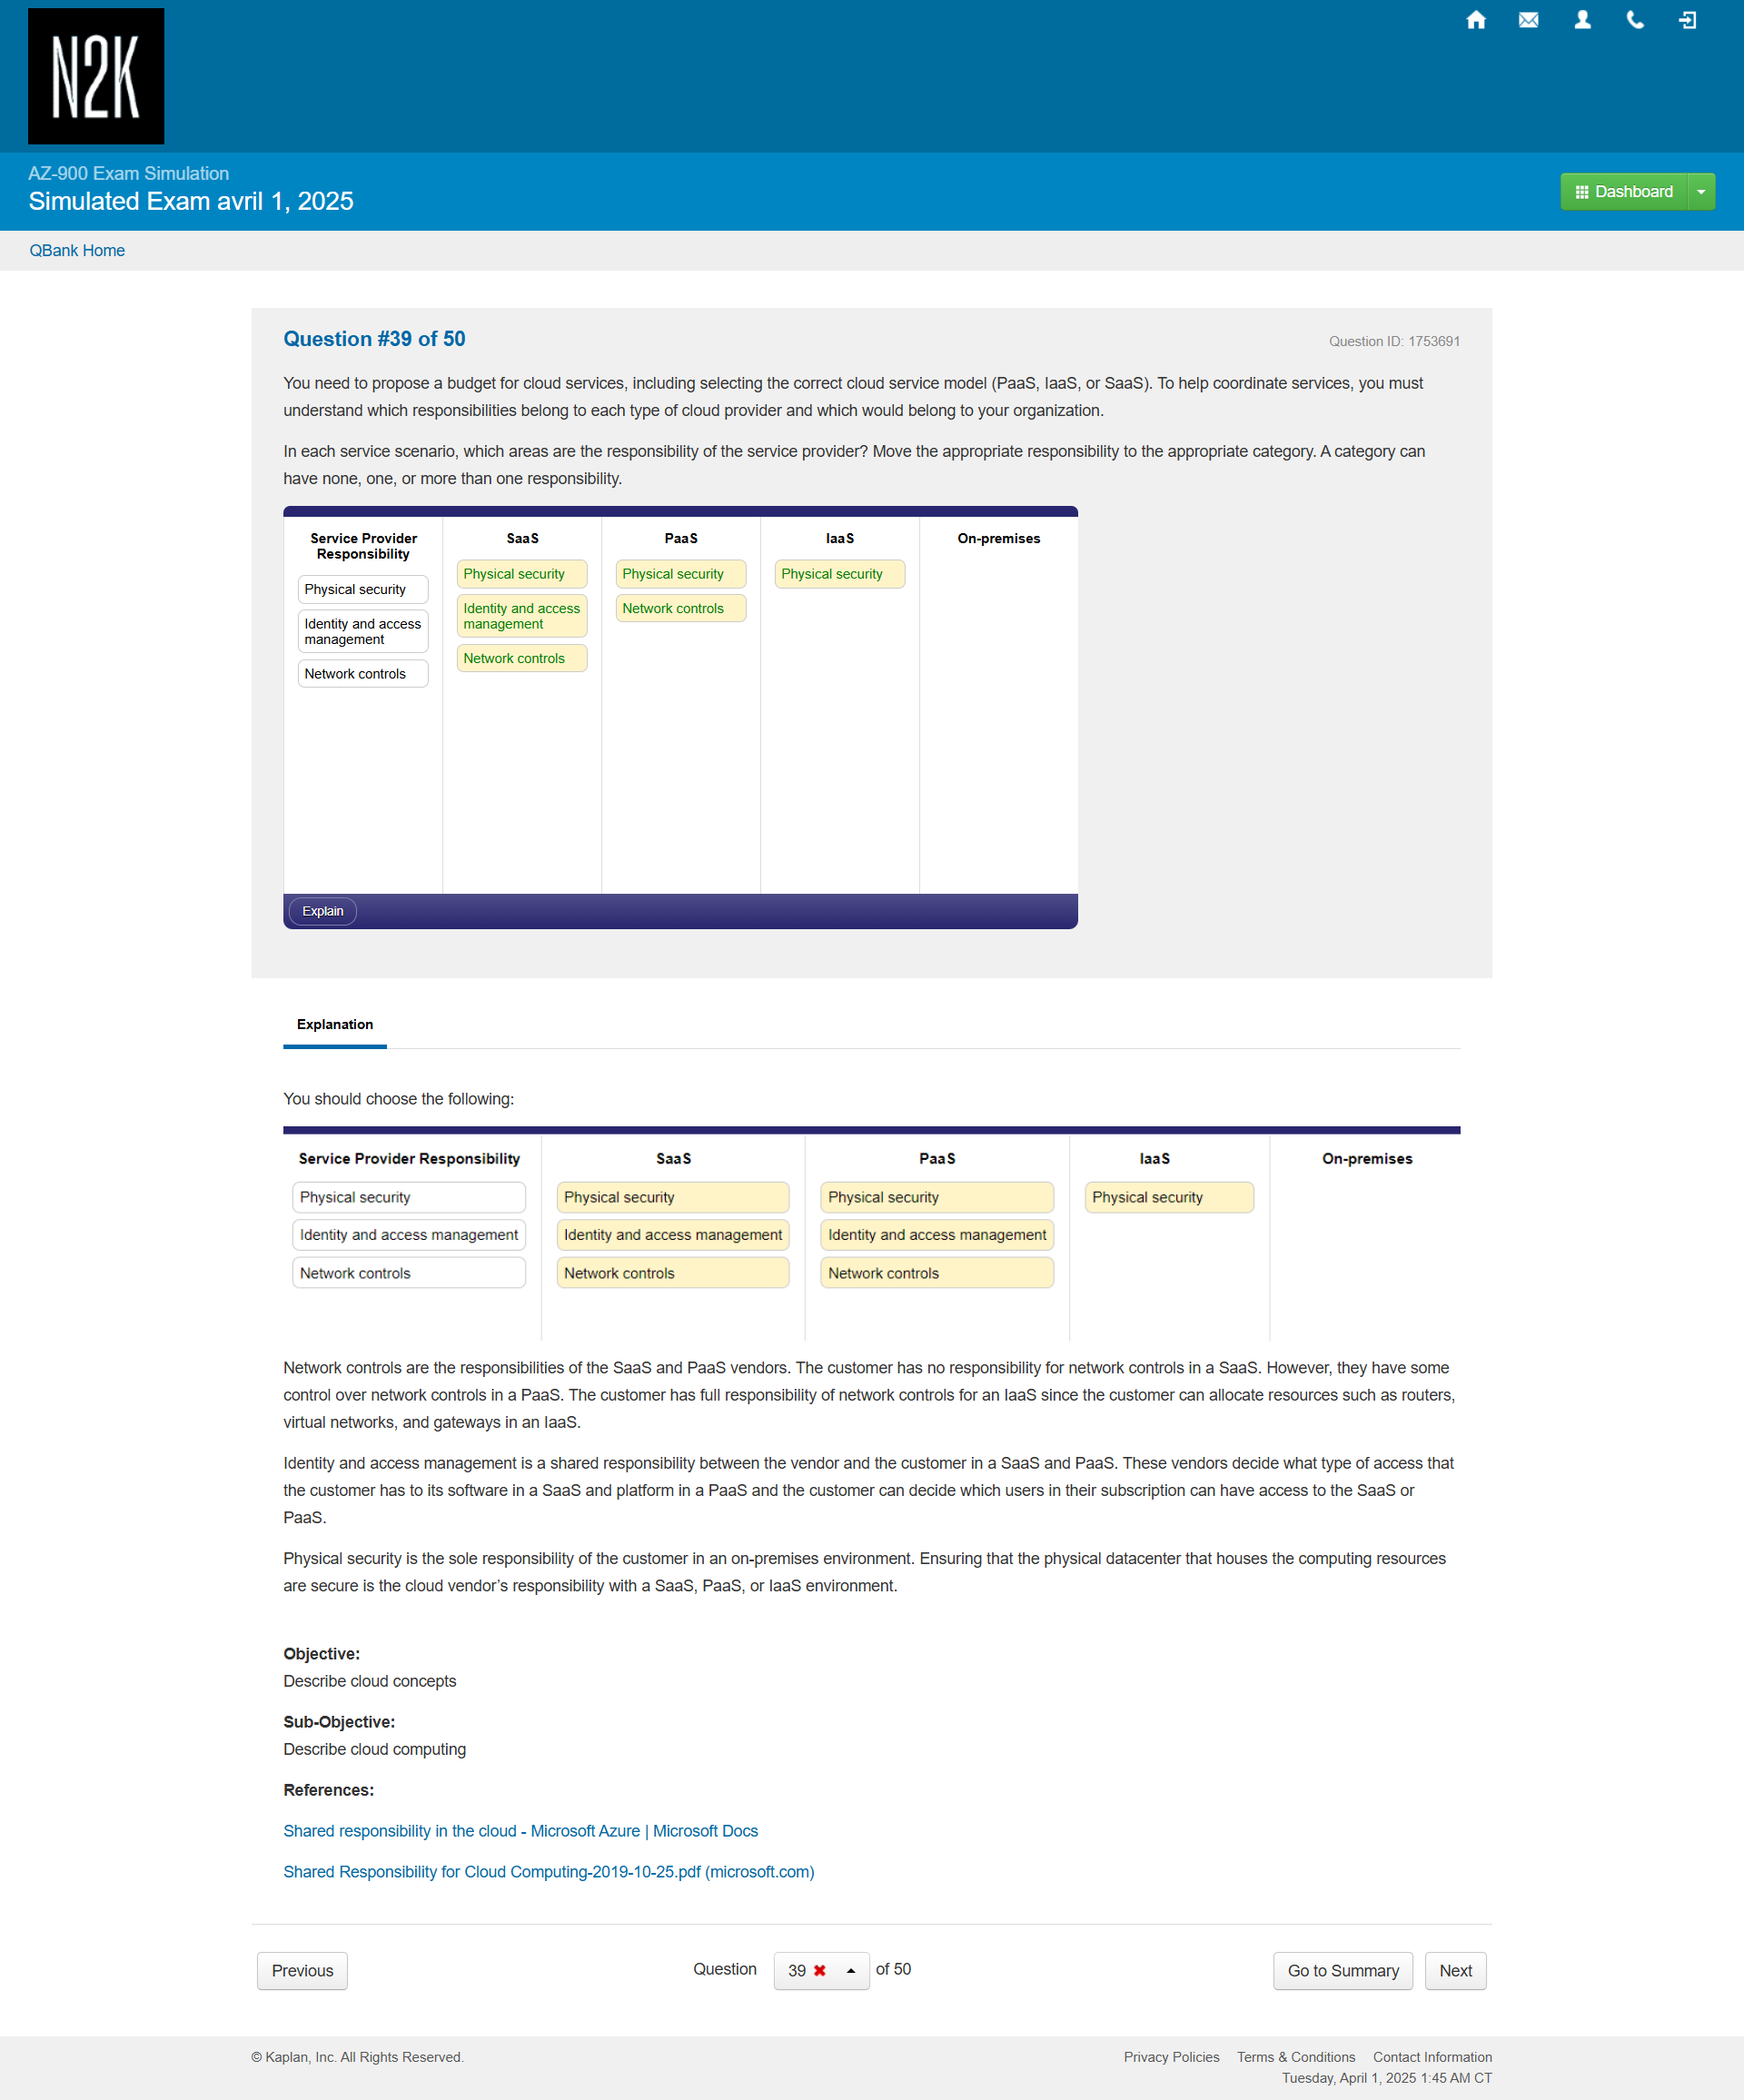 N2K
AZ-900 Exam Simulation
Simulated Exam avril 1, 2025
Dashboard
QBank Home
Question #39 of 50
Question ID: 1753691
You need to propose a budget for cloud services, including selecting the correct cloud service model (PaaS, IaaS, or SaaS). To help coordinate services, you must
understand which responsibilities belong to each type of cloud provider and which would belong to your organization.
In each service scenario, which areas are the responsibility of the service provider? Move the appropriate responsibility to the appropriate category. A category can
have none, one, or more than one responsibility.
Service Provider
Responsibility
Physical security
Identity and access
management
Network controls
SaaS
Physical security
Identity and access
management
Network controls
PaaS
Physical security
Network controls
IaaS
Physical security
On-premises
Explain
Explanation
You should choose the following:
Service Provider Responsibility
Physical security
Identity and access management
Network controls
SaaS
Physical security
Identity and access management
Network controls
PaaS
Physical security
Identity and access management
Network controls
IaaS
Physical security
On-premises
Network controls are the responsibilities of the SaaS and PaaS vendors. The customer has no responsibility for network controls in a SaaS. However, they have some
control over network controls in a PaaS. The customer has full responsibility of network controls for an IaaS since the customer can allocate resources such as routers,
virtual networks, and gateways in an IaaS.
Identity and access management is a shared responsibility between the vendor and the customer in a SaaS and PaaS. These vendors decide what type of access that
the customer has to its software in a SaaS and platform in a PaaS and the customer can decide which users in their subscription can have access to the SaaS or
PaaS.
Physical security is the sole responsibility of the customer in an on-premises environment. Ensuring that the physical datacenter that houses the computing resources
are secure is the cloud vendor’s responsibility with a SaaS, PaaS, or IaaS environment.
Objective:
Describe cloud concepts
Sub-Objective:
Describe cloud computing
References:
Shared responsibility in the cloud - Microsoft Azure | Microsoft Docs
Shared Responsibility for Cloud Computing-2019-10-25.pdf (microsoft.com)
Previous
Question 39 of 50
Go to Summary
Next
© Kaplan, Inc. All Rights Reserved.
Privacy Policies Terms & Conditions Contact Information
Tuesday, April 1, 2025 1:45 AM CT